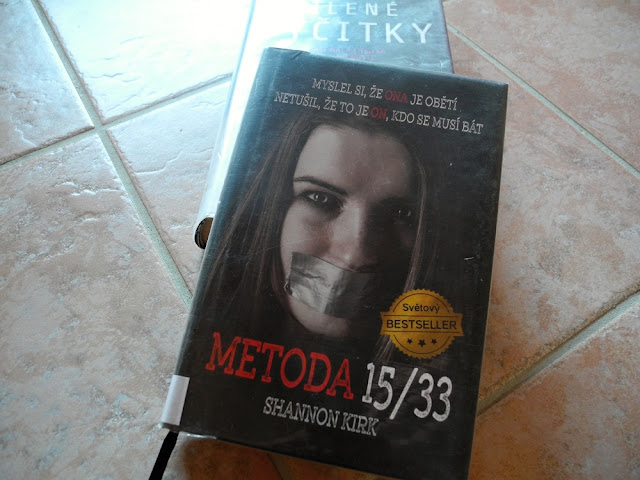 MYSLEL SI, ŽE ONA JE OBĚTÍ
NETUŠIL, ŽE TO JE ON, KDO SE MUSÍ BÁT
Světový
BESTSELLER
METODA 15/33
SHANNON KIRK